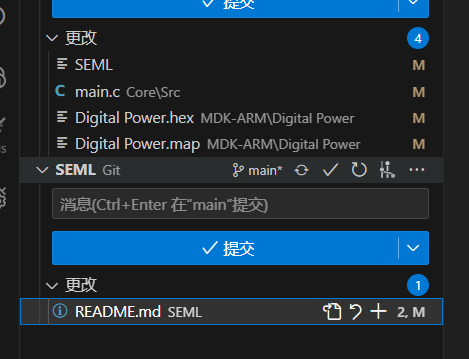 提交
更改 4
SEML M
C main.c Core\Src M
Digital Power.hex MDK-ARM\Digital Power M
Digital Power.map MDK-ARM\Digital Power M
SEML Git main*
消息(Ctrl+Enter 在"main"提交)
提交
更改 1
README.md SEML 2, M